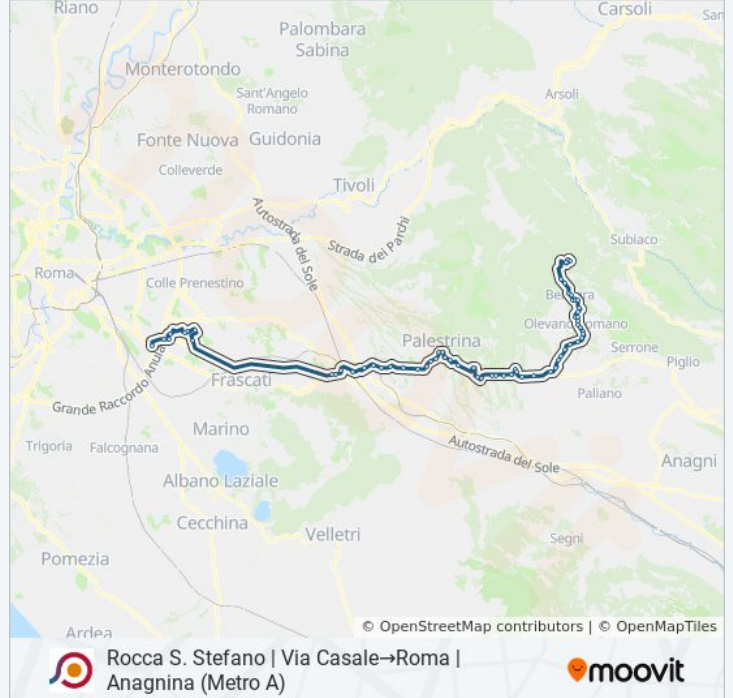 Riano
Carsoli
San
Palombara
Sabina
Monterotondo
Sant'Angelo
Romano
Arsoli
Fonte Nuova
Guidonia
Colleverde
Tivoli
Autostrada del Sole
Strada dei Parchi
Subiaco
Roma
Colle Prenestino
Olevano Romano
Palestrina
Serrone
Piglio
Frascati
Paliano
Grande Raccordo Anula
Marino
Trigoria
Falcognana
Autostrada del Sole
Anagni
Albano Laziale
Cecchina
Velletri
Segni
Pomezia
Ardea
© OpenStreetMap contributors | © OpenMapTiles
Rocca S. Stefano | Via Casale→Roma |
Anagnina (Metro A)
moovit